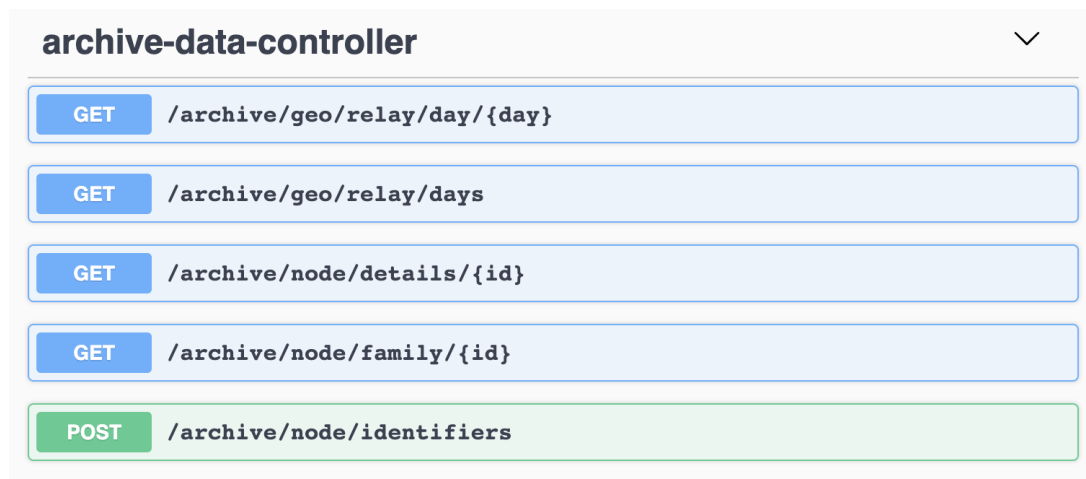 archive-data-controller
GET /archive/geo/relay/day/{day}
GET /archive/geo/relay/days
GET /archive/node/details/{id}
GET /archive/node/family/{id}
POST /archive/node/identifiers